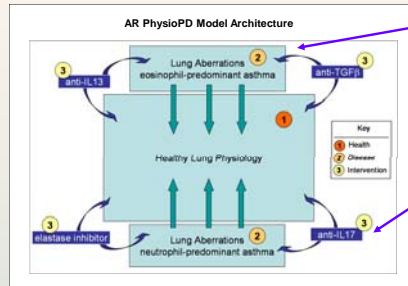 AR PhysioPD Model Architecture
Lung Aberrations
eosinophil-predominant asthma
2
3
anti-IL13
3
anti-TGFβ
1
Healthy Lung Physiology
Key
1 Health
2 Disease
3 Intervention
3
elastase inhibitor
Lung Aberrations
neutrophil-predominant asthma
2
3
anti-IL17